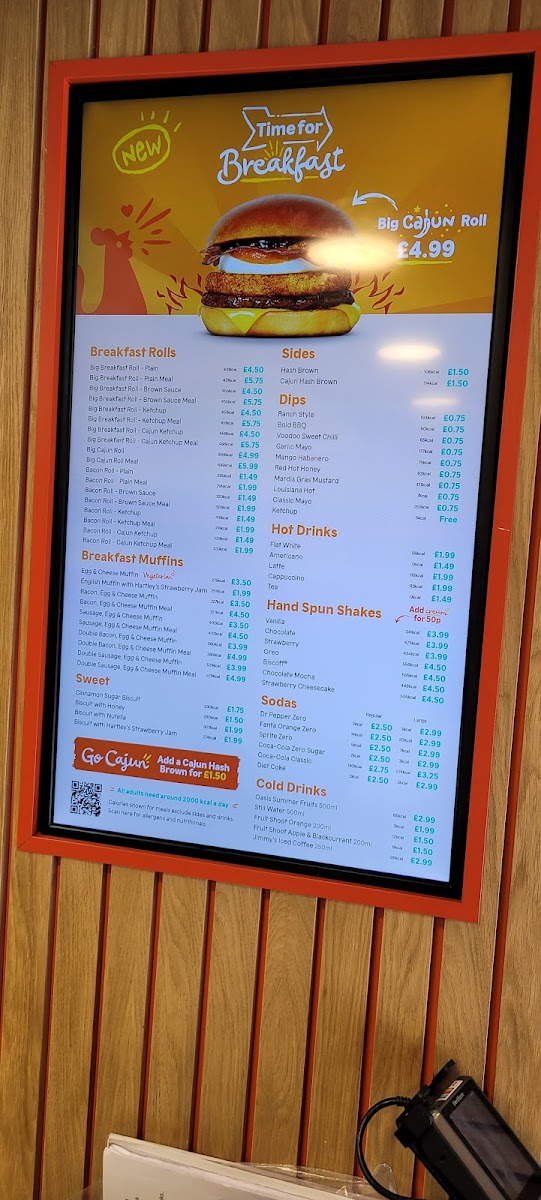 NEW
Time for
Breakfast
Big Cajun Roll
£4.99
Breakfast Rolls
Big Breakfast Roll - Plain £4.50
Big Breakfast Roll - Plain Meal £5.75
Big Breakfast Roll - Brown Sauce £4.50
Big Breakfast Roll - Brown Sauce Meal £5.75
Big Breakfast Roll - Ketchup £4.50
Big Breakfast Roll - Ketchup Meal £5.75
Big Breakfast Roll - Cajun Ketchup £4.50
Big Breakfast Roll - Cajun Ketchup Meal £5.75
Big Cajun Roll £4.99
Big Cajun Roll Meal £5.99
Bacon Roll - Plain £1.49
Bacon Roll - Plain Meal £1.99
Bacon Roll - Brown Sauce £1.49
Bacon Roll - Brown Sauce Meal £1.99
Bacon Roll - Ketchup £1.49
Bacon Roll - Ketchup Meal £1.99
Bacon Roll - Cajun Ketchup £1.49
Bacon Roll - Cajun Ketchup Meal £1.99
Breakfast Muffins
Egg & Cheese Muffin Vegetarian £3.50
English Muffin with Hartley's Strawberry Jam £1.99
Bacon, Egg & Cheese Muffin £3.50
Bacon, Egg & Cheese Muffin Meal £4.50
Sausage, Egg & Cheese Muffin £3.50
Sausage, Egg & Cheese Muffin Meal £4.50
Double Bacon, Egg & Cheese Muffin £3.99
Double Bacon, Egg & Cheese Muffin Meal £4.99
Double Sausage, Egg & Cheese Muffin £3.99
Double Sausage, Egg & Cheese Muffin Meal £4.99
Sweet
Cinnamon Sugar Biscuit £1.75
Biscuit with Honey £1.50
Biscuit with Nutella £1.99
Biscuit with Hartley's Strawberry Jam £1.99
Go Cajun
Add a Cajun Hash
Brown for £1.50
All adults need around 2000 kcal a day
Calories shown for meals exclude sides and drinks.
Scan here for allergens and nutritionals.
Sides
Hash Brown £1.50
Cajun Hash Brown £1.50
Dips
Ranch Style £0.75
Bold BBQ £0.75
Voodoo Sweet Chilli £0.75
Garlic Mayo £0.75
Mango Habanero £0.75
Red Hot Honey £0.75
Mardis Gras Mustard £0.75
Louisiana Hot £0.75
Classic Mayo £0.75
Ketchup Free
Hot Drinks
Flat White £1.99
Americano £1.49
Latte £1.99
Cappuccino £1.99
Tea £1.49
Hand Spun Shakes
Add cream
for 50p
Vanilla £3.99
Chocolate £3.99
Strawberry £3.99
Oreo £4.50
Biscoff® £4.50
Chocolate Mocha £4.50
Strawberry Cheesecake £4.50
Sodas
Regular Large
Dr Pepper Zero £2.50 £2.99
Fanta Orange Zero £2.50 £2.99
Sprite Zero £2.50 £2.99
Coca-Cola Zero Sugar £2.50 £2.99
Coca-Cola Classic £2.75 £3.25
Diet Coke £2.50 £2.99
Cold Drinks
Oasis Summer Fruits 500ml £2.99
Still Water 500ml £1.99
Fruit Shoot Orange 200ml £1.50
Fruit Shoot Apple & Blackcurrant 200ml £1.50
Jimmy's Iced Coffee 250ml £2.99